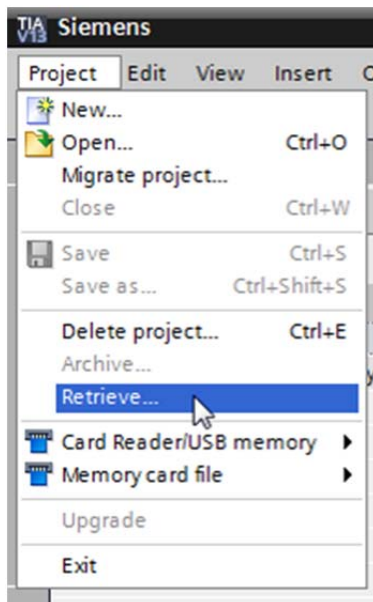 TIA V13 Siemens
Project Edit View Insert
New...
Open... Ctrl+O
Migrate project...
Close Ctrl+W
Save Ctrl+S
Save as... Ctrl+Shift+S
Delete project... Ctrl+E
Archive...
Retrieve...
Card Reader/USB memory
Memory card file
Upgrade
Exit